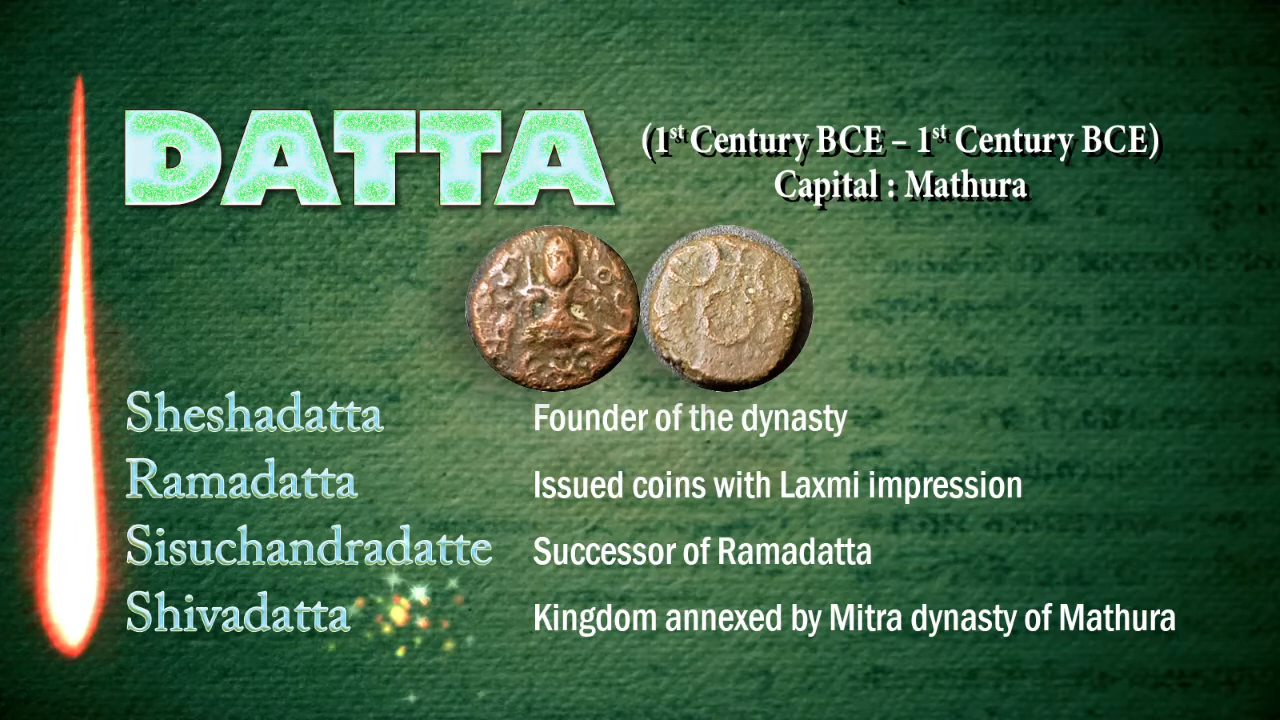 DATTA
(1st Century BCE – 1st Century BCE)
Capital : Mathura
Sheshadatta Founder of the dynasty
Ramadatta Issued coins with Laxmi impression
Sisuchandradatte Successor of Ramadatta
Shivadatta Kingdom annexed by Mitra dynasty of Mathura